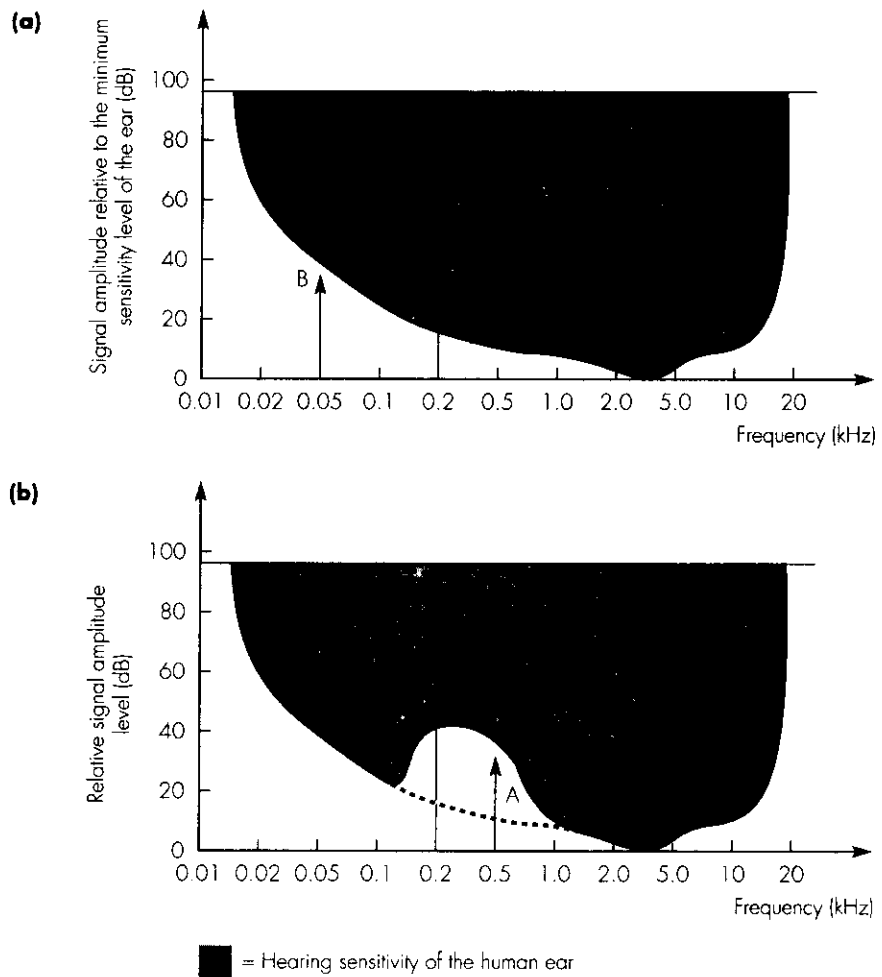 (a)
Signal amplitude relative to the minimum
sensitivity level of the ear (dB)
100
80
60
40
20
0
B
0.01 0.02 0.05 0.1 0.2 0.5 1.0 2.0 5.0 10 20
Frequency (kHz)
(b)
Relative signal amplitude
level (dB)
100
80
60
40
20
0
A
0.01 0.02 0.05 0.1 0.2 0.5 1.0 2.0 5.0 10 20
Frequency (kHz)
= Hearing sensitivity of the human ear